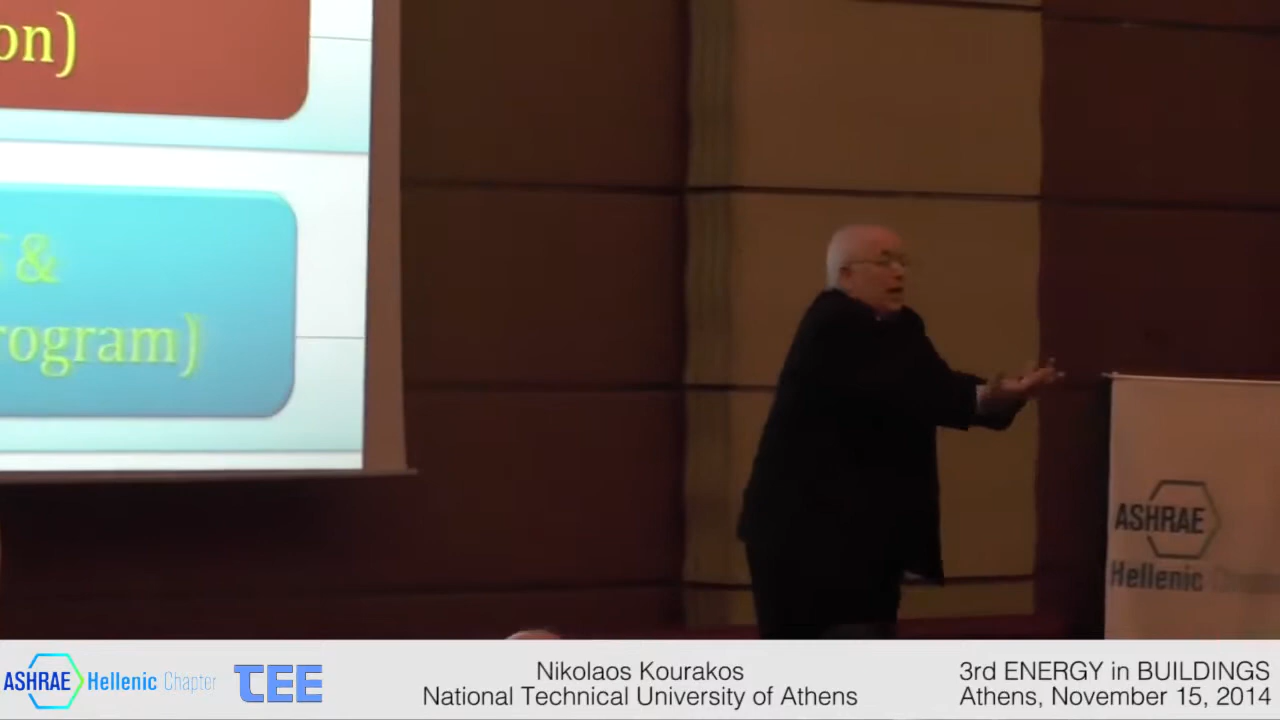 on)
&
rogram)
ASHRAE
Hellenic Chapter
ASHRAE Hellenic Chapter
TEE
Nikolaos Kourakos
National Technical University of Athens
3rd ENERGY in BUILDINGS
Athens, November 15, 2014